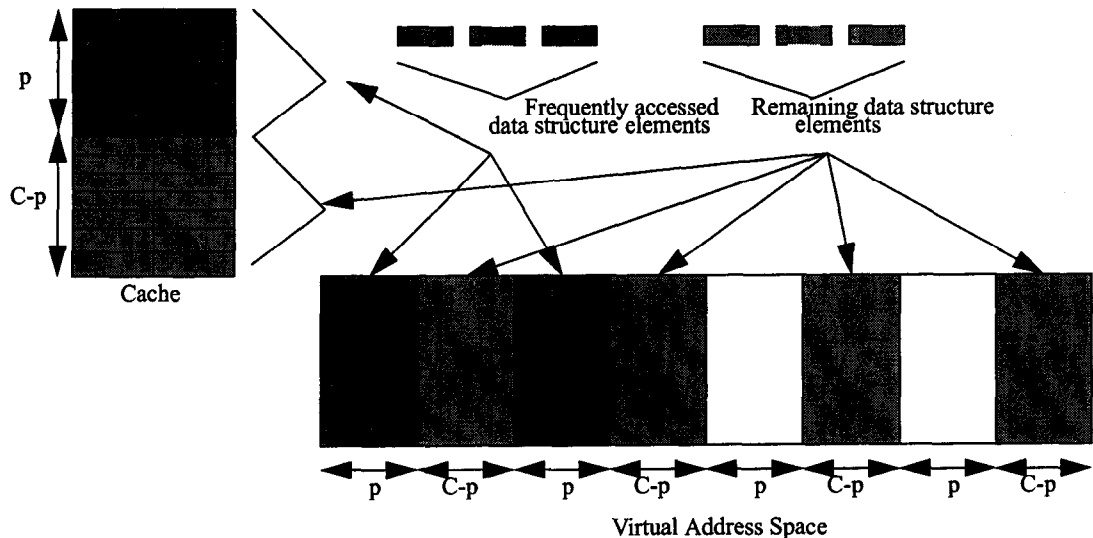 p
C-p
Cache
Frequently accessed
data structure elements
Remaining data structure
elements
p C-p p C-p p C-p p C-p
Virtual Address Space